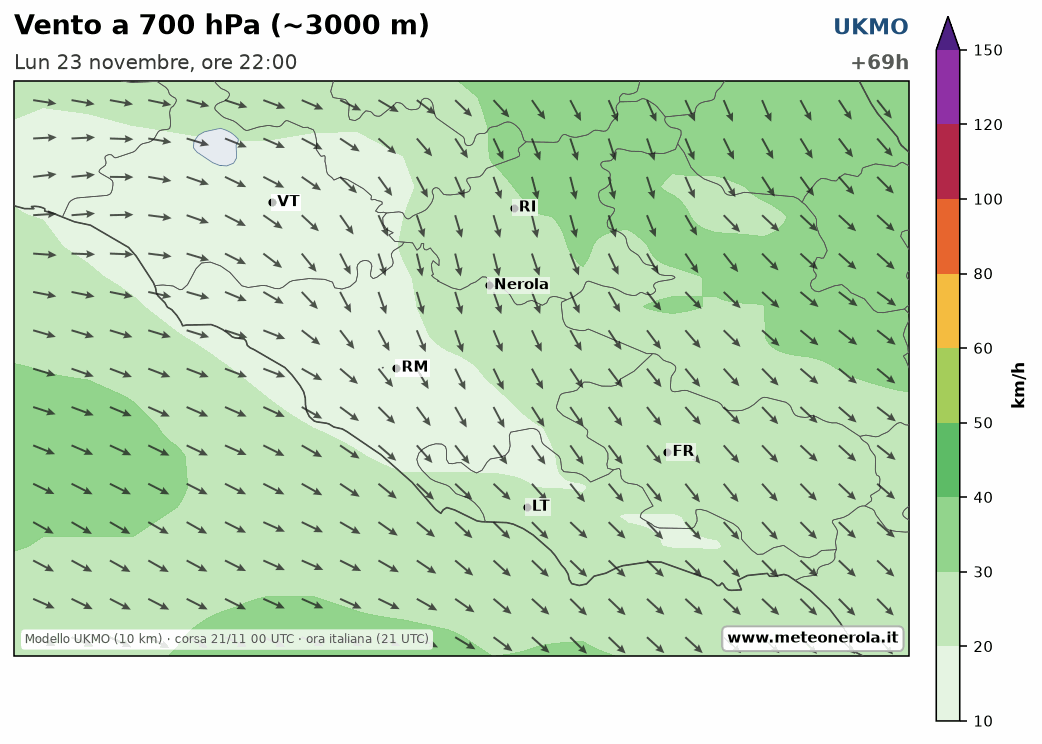 Vento a 700 hPa (~3000 m)
UKMO
Lun 23 novembre, ore 22:00
+69h
VT
RI
Nerola
RM
FR
LT
Modello UKMO (10 km) · corsa 21/11 00 UTC · ora italiana (21 UTC)
www.meteonerola.it
150
120
100
80
60
50
40
30
20
10
km/h